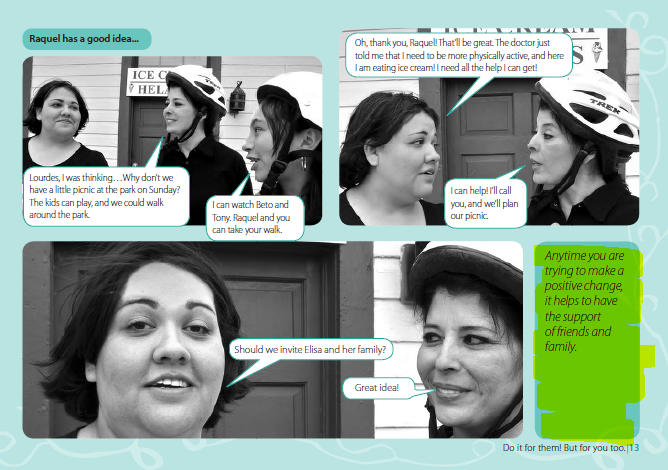 Raquel has a good idea...
ICE C
HELA
Lourdes, I was thinking…Why don't we
have a little picnic at the park on Sunday?
The kids can play, and we could walk
around the park.
I can watch Beto and
Tony. Raquel and you
can take your walk.
ICE CREAM
S
Oh, thank you, Raquel! That'll be great. The doctor just
told me that I need to be more physically active, and here
I am eating ice cream! I need all the help I can get!
TREK
I can help! I'll call
you, and we'll plan
our picnic.
Should we invite Elisa and her family?
Great idea!
Anytime you are
trying to make a
positive change,
it helps to have
the support
of friends and
family.
Do it for them! But for you too.|13